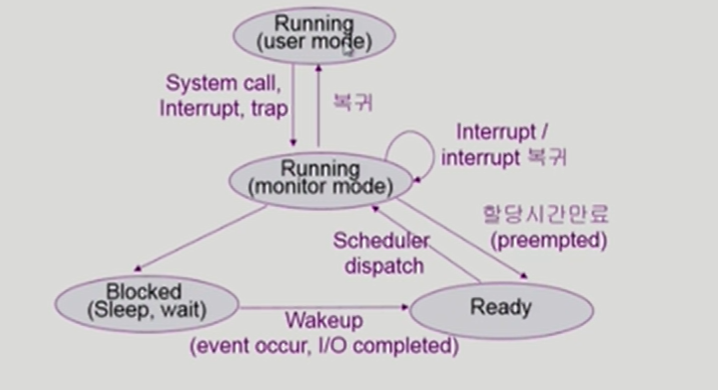 Running
(user mode)
System call,
Interrupt, trap
복귀
Running
(monitor mode)
Interrupt /
interrupt 복귀
할당시간만료
(preempted)
Scheduler
dispatch
Blocked
(Sleep, wait)
Ready
Wakeup
(event occur, I/O completed)